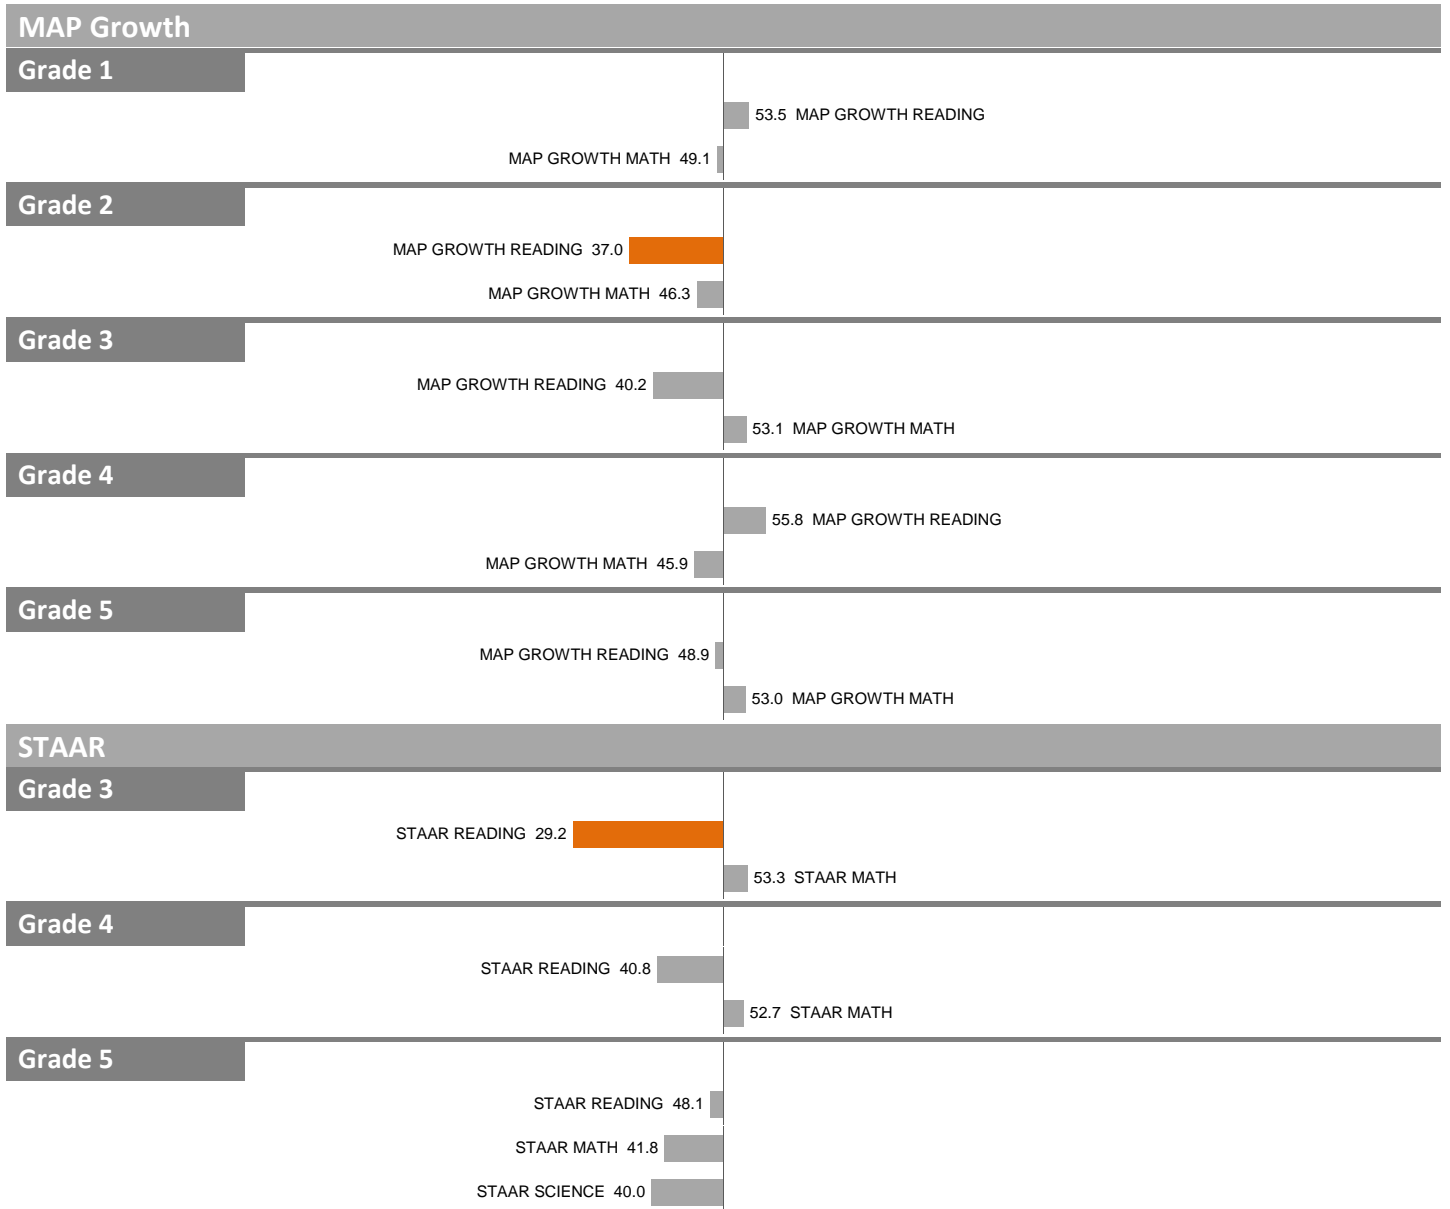 MAP Growth
Grade 1
53.5 MAP GROWTH READING
MAP GROWTH MATH 49.1
Grade 2
MAP GROWTH READING 37.0
MAP GROWTH MATH 46.3
Grade 3
MAP GROWTH READING 40.2
53.1 MAP GROWTH MATH
Grade 4
55.8 MAP GROWTH READING
MAP GROWTH MATH 45.9
Grade 5
MAP GROWTH READING 48.9
53.0 MAP GROWTH MATH
STAAR
Grade 3
STAAR READING 29.2
53.3 STAAR MATH
Grade 4
STAAR READING 40.8
52.7 STAAR MATH
Grade 5
STAAR READING 48.1
STAAR MATH 41.8
STAAR SCIENCE 40.0